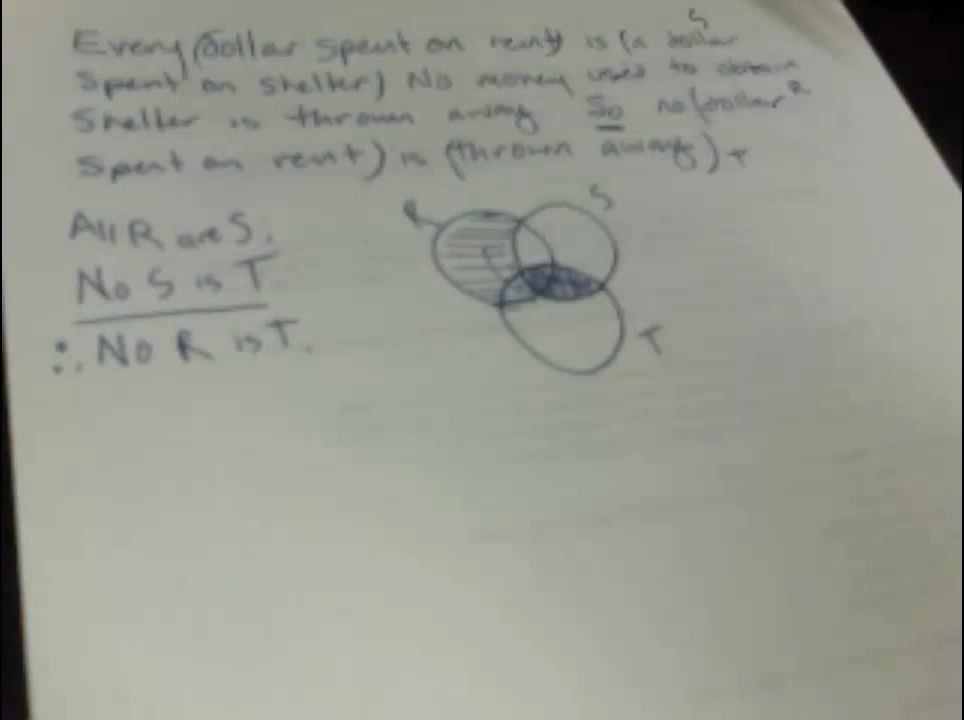 S
Every (dollar spent on rent) is (a dollar
spent on shelter) No money used to obtain
Shelter is thrown away So no (dollar R
spent on rent) is (thrown away) T
All R are S.
No S is T
∴ No R is T.
R
S
T